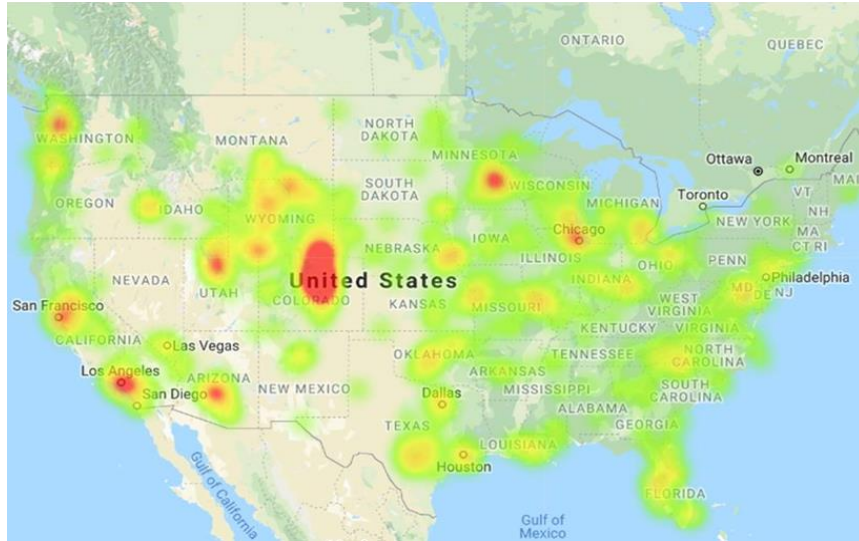 ONTARIO
QUEBEC
WASHINGTON
MONTANA
NORTH
DAKOTA
MINNESOTA
Ottawa
Montreal
OREGON
IDAHO
SOUTH
DAKOTA
WISCONSIN
MICHIGAN
Toronto
VT
NH
MA
CT RI
NEW YORK
WYOMING
Chicago
NEBRASKA
IOWA
ILLINOIS
INDIANA
OHIO
PENN
Philadelphia
MD
DE
NJ
NEVADA
UTAH
United States
COLORADO
KANSAS
MISSOURI
WEST
VIRGINIA
VIRGINIA
KENTUCKY
San Francisco
CALIFORNIA
Las Vegas
Los Angeles
San Diego
ARIZONA
NEW MEXICO
OKLAHOMA
ARKANSAS
TENNESSEE
NORTH
CAROLINA
SOUTH
CAROLINA
MISSISSIPPI
ALABAMA
GEORGIA
Dallas
TEXAS
LOUISIANA
Houston
FLORIDA
Gulf of California
Gulf of
Mexico